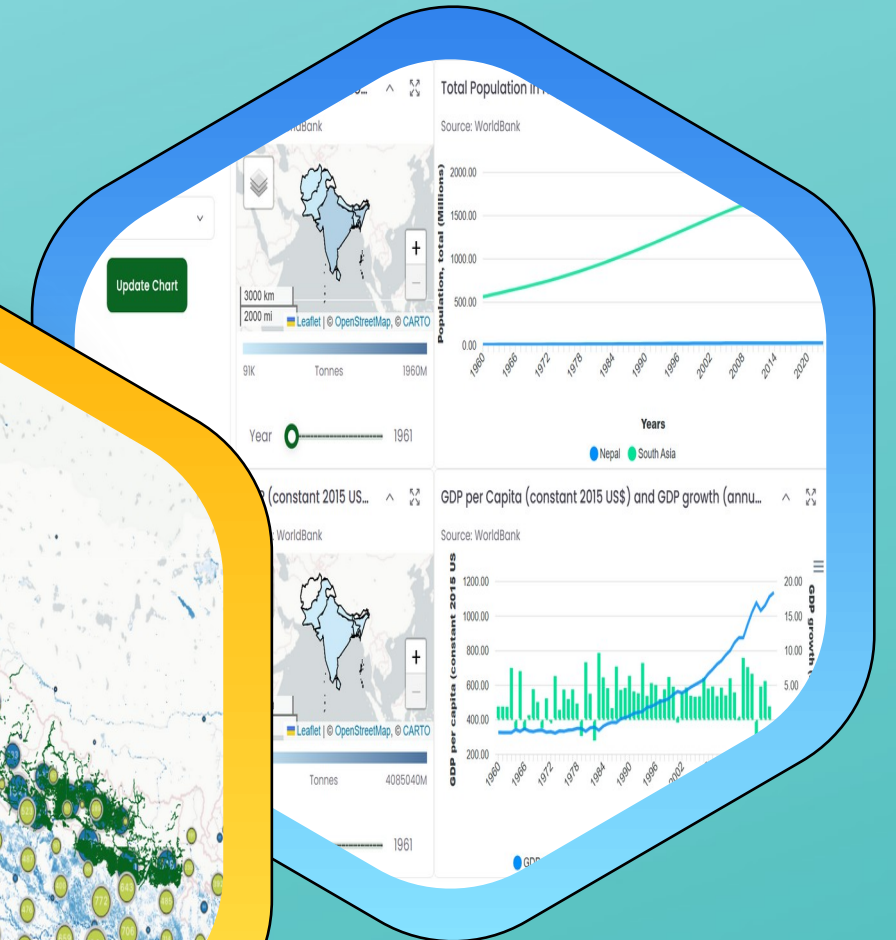 Total Population in
Source: WorldBank
Update Chart
3000 km
2000 mi
Leaflet | © OpenStreetMap, © CARTO
91K
Tonnes
1960M
Year
1961
Population, total (Millions)
2000.00
1500.00
1000.00
500.00
0.00
1960
1966
1972
1978
1984
1990
1996
2002
2008
2014
2020
Years
Nepal
South Asia
(constant 2015 US...
WorldBank
Leaflet | © OpenStreetMap, © CARTO
Tonnes
4085040M
1961
GDP per Capita (constant 2015 US$) and GDP growth (annu...
Source: WorldBank
GDP per capita (constant 2015 US
1200.00
1000.00
800.00
600.00
400.00
200.00
20.00
15.00
10.00
5.00
GDP growth
1960
1966
1972
1978
1984
1990
1996
2002
772